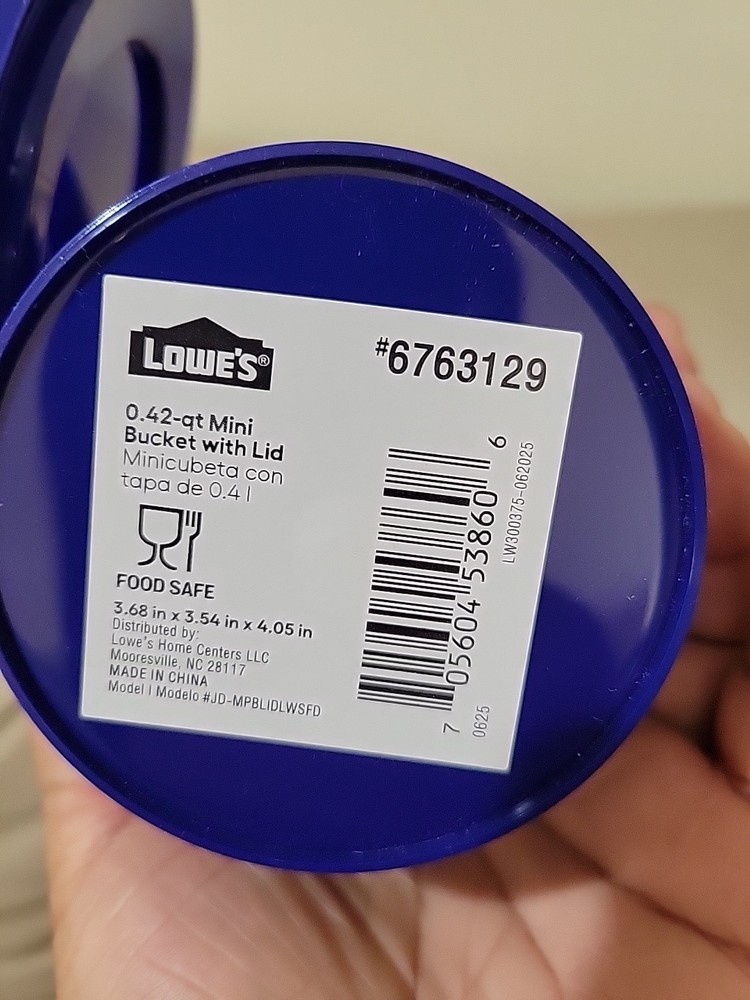 LOWE'S®
#6763129
0.42-qt Mini
Bucket with Lid
Minicubeta con
tapa de 0.4 l
FOOD SAFE
3.68 in x 3.54 in x 4.05 in
Distributed by:
Lowe's Home Centers LLC
Mooresville, NC 28117
MADE IN CHINA
Model | Modelo #JD-MPBLIDLWSFD
7 05604 53860 6
LW300375-062025
0625